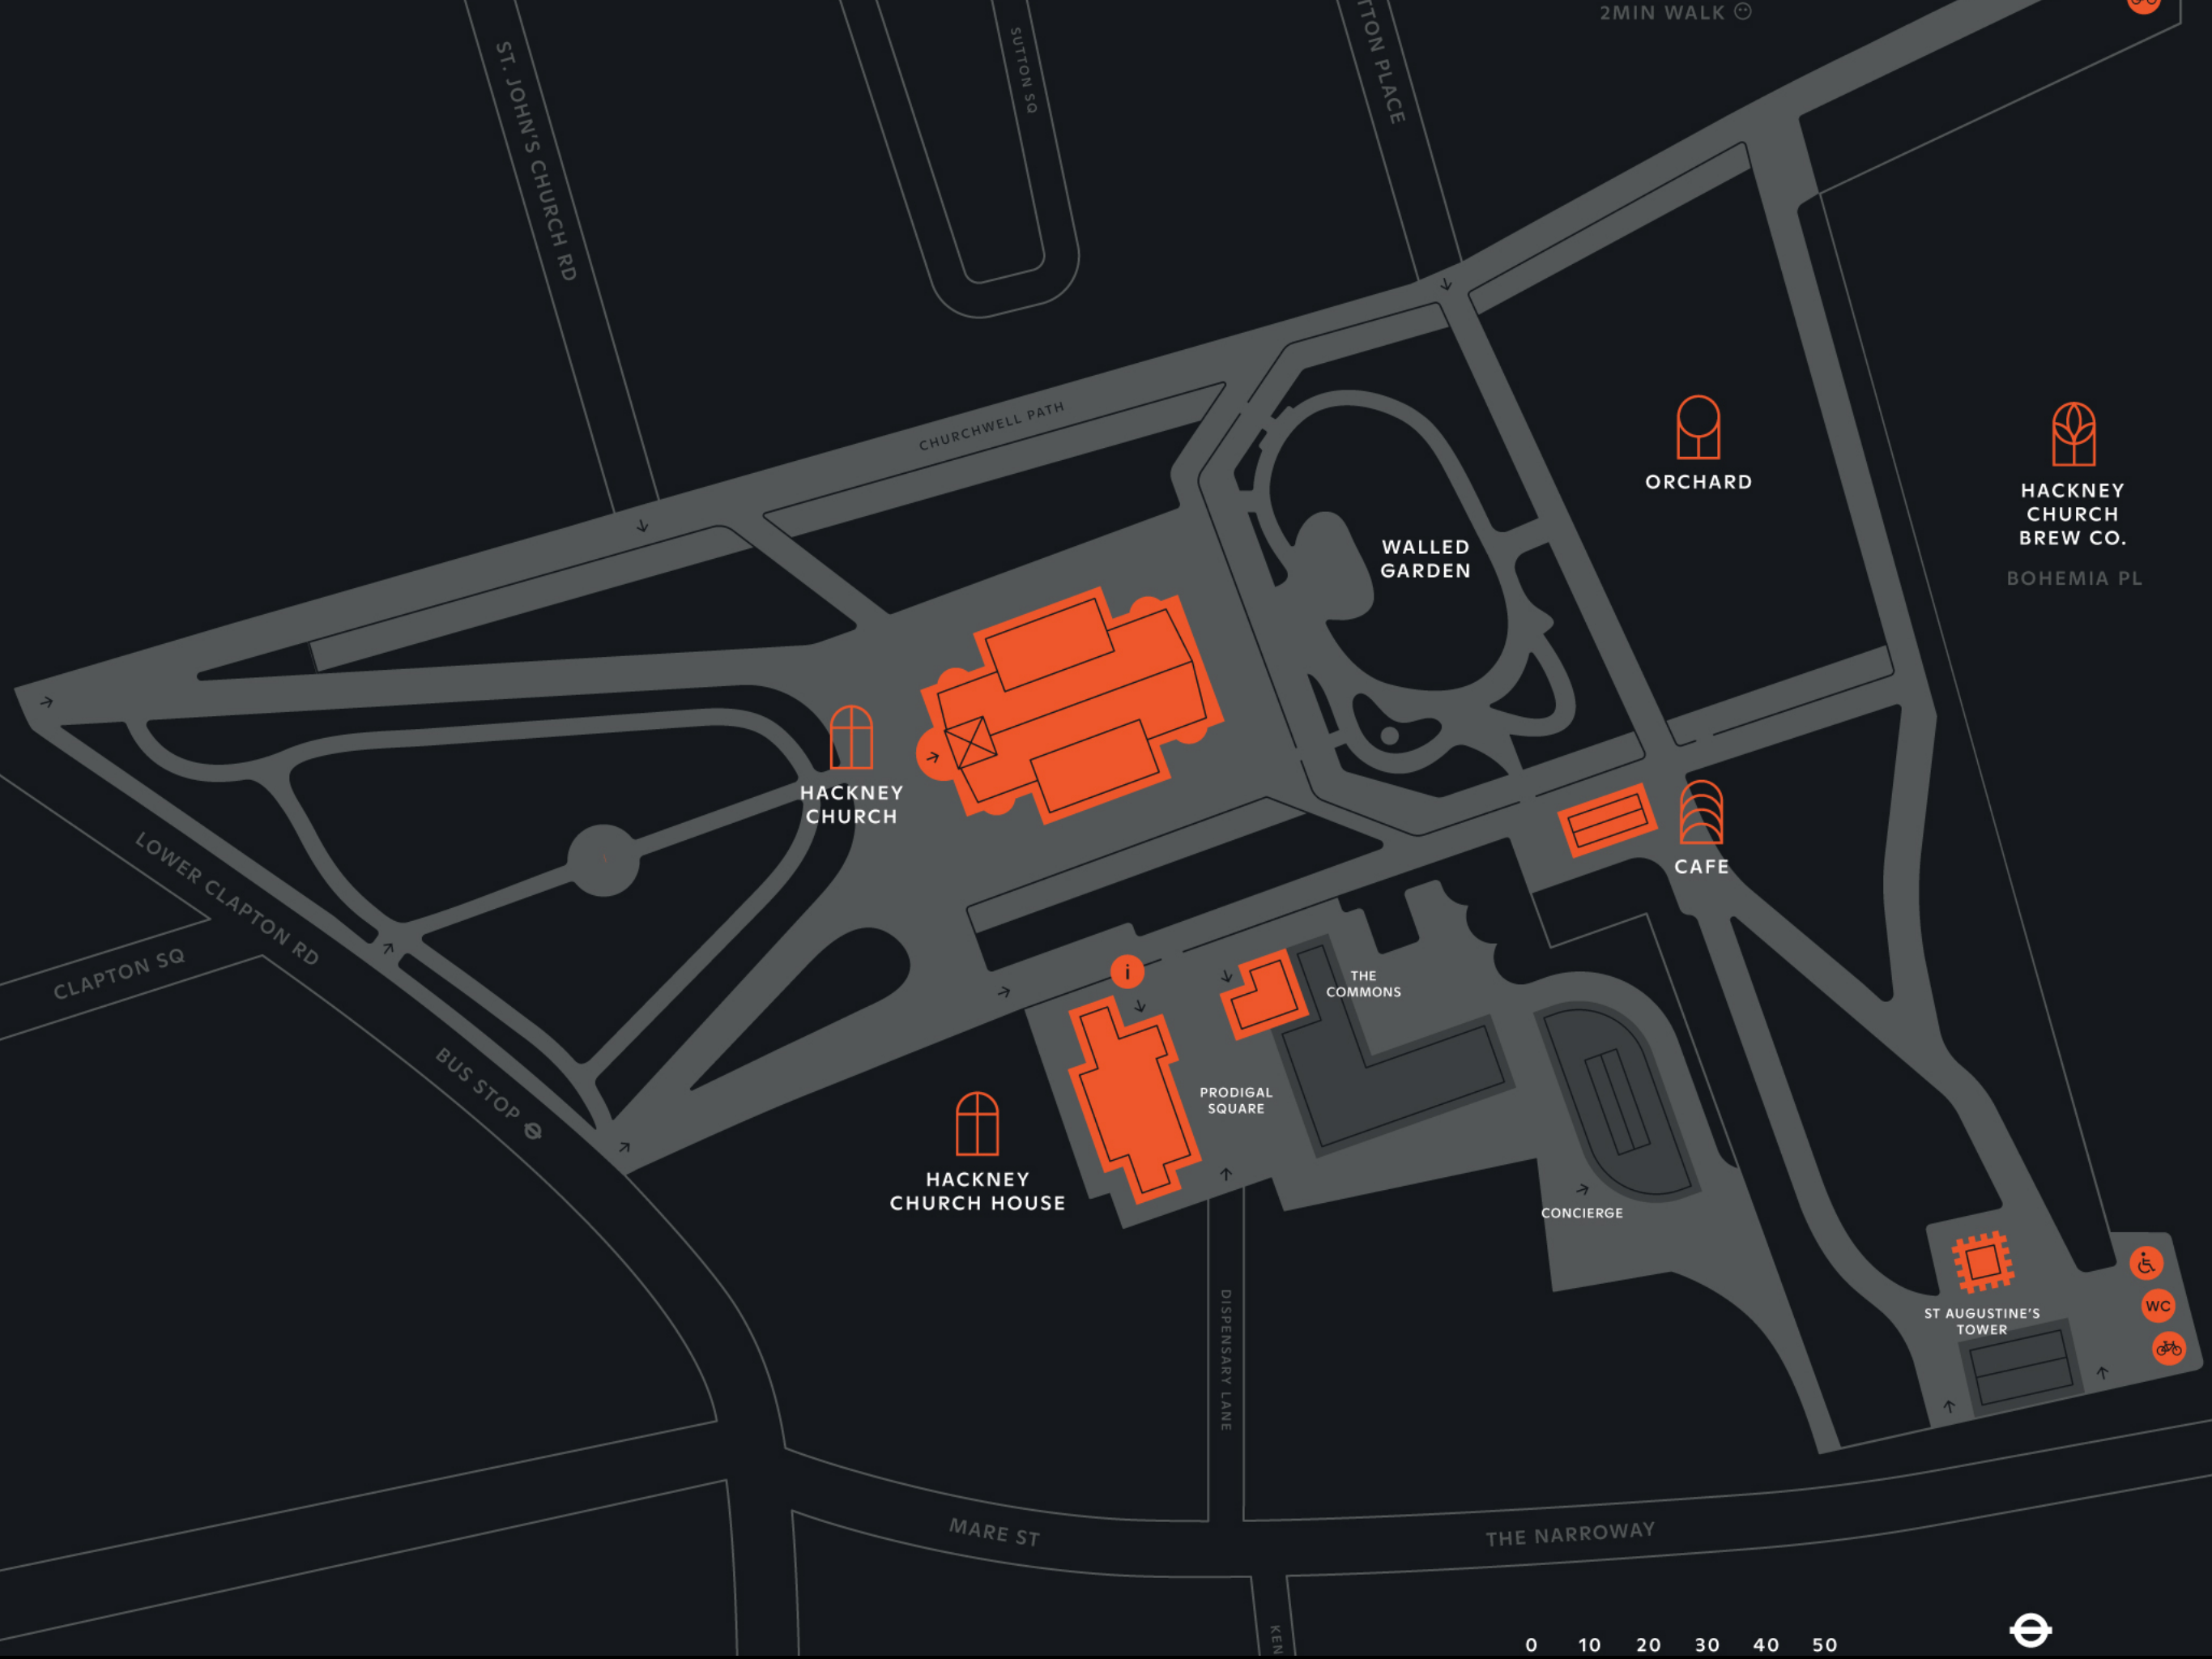 2MIN WALK
ST. JOHN'S CHURCH RD
SUTTON SQ
TTON PLACE
CHURCHWELL PATH
ORCHARD
HACKNEY
CHURCH
BREW CO.
BOHEMIA PL
WALLED
GARDEN
HACKNEY
CHURCH
CAFE
LOWER CLAPTON RD
CLAPTON SQ
BUS STOP
i
THE
COMMONS
PRODIGAL
SQUARE
HACKNEY
CHURCH HOUSE
CONCIERGE
WC
ST AUGUSTINE'S
TOWER
DISPENSARY LANE
MARE ST
THE NARROWAY
KEN
0 10 20 30 40 50